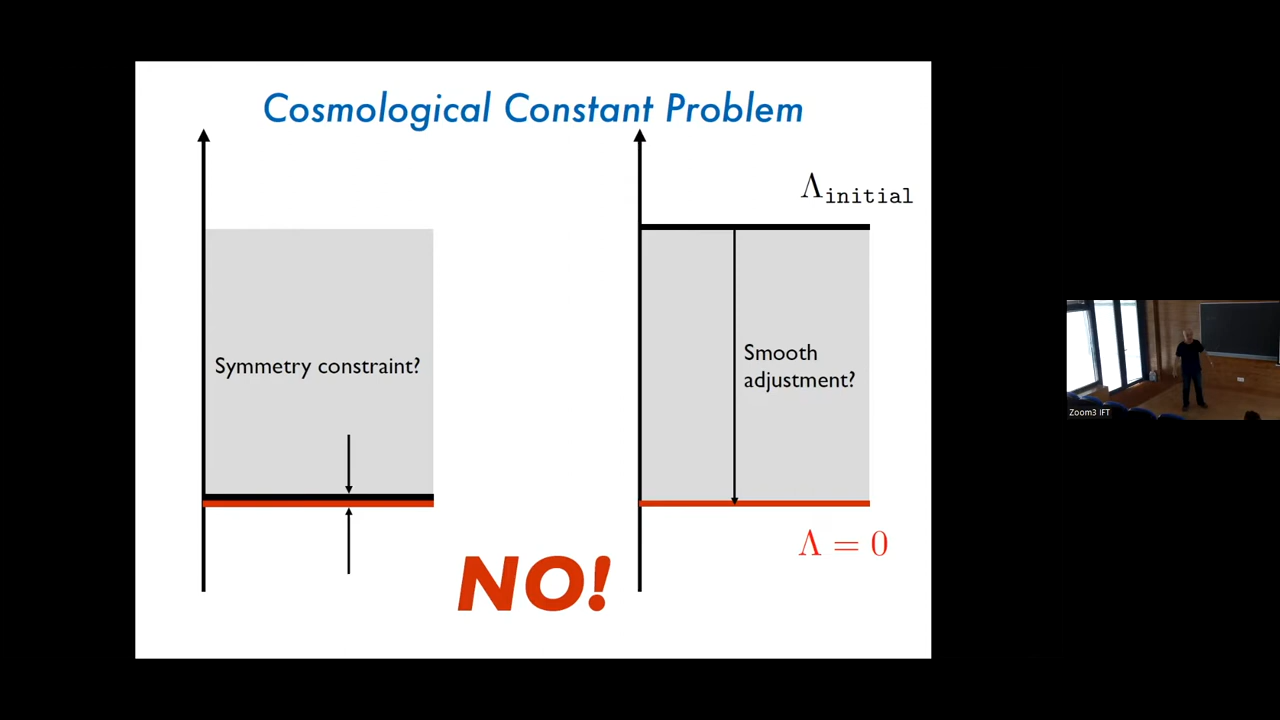 Cosmological Constant Problem
Λinitial
Symmetry constraint?
Smooth
adjustment?
Λ = 0
NO!
Zoom3 IFT